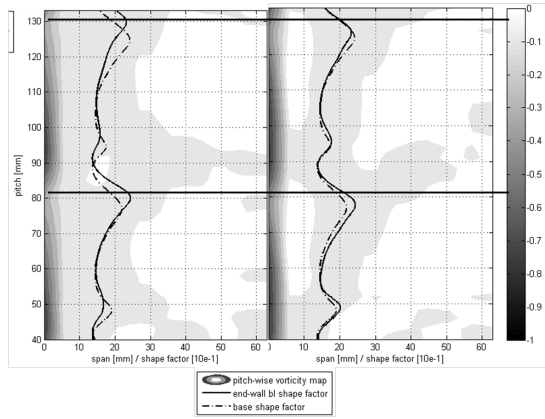 130
120
110
100
90
80
70
60
50
40
pitch [mm]
0 10 20 30 40 50 60
span [mm] / shape factor [10e-1]
0 10 20 30 40 50 60
span [mm] / shape factor [10e-1]
0
-0.1
-0.2
-0.3
-0.4
-0.5
-0.6
-0.7
-0.8
-0.9
-1
pitch-wise vorticity map
end-wall bl shape factor
base shape factor